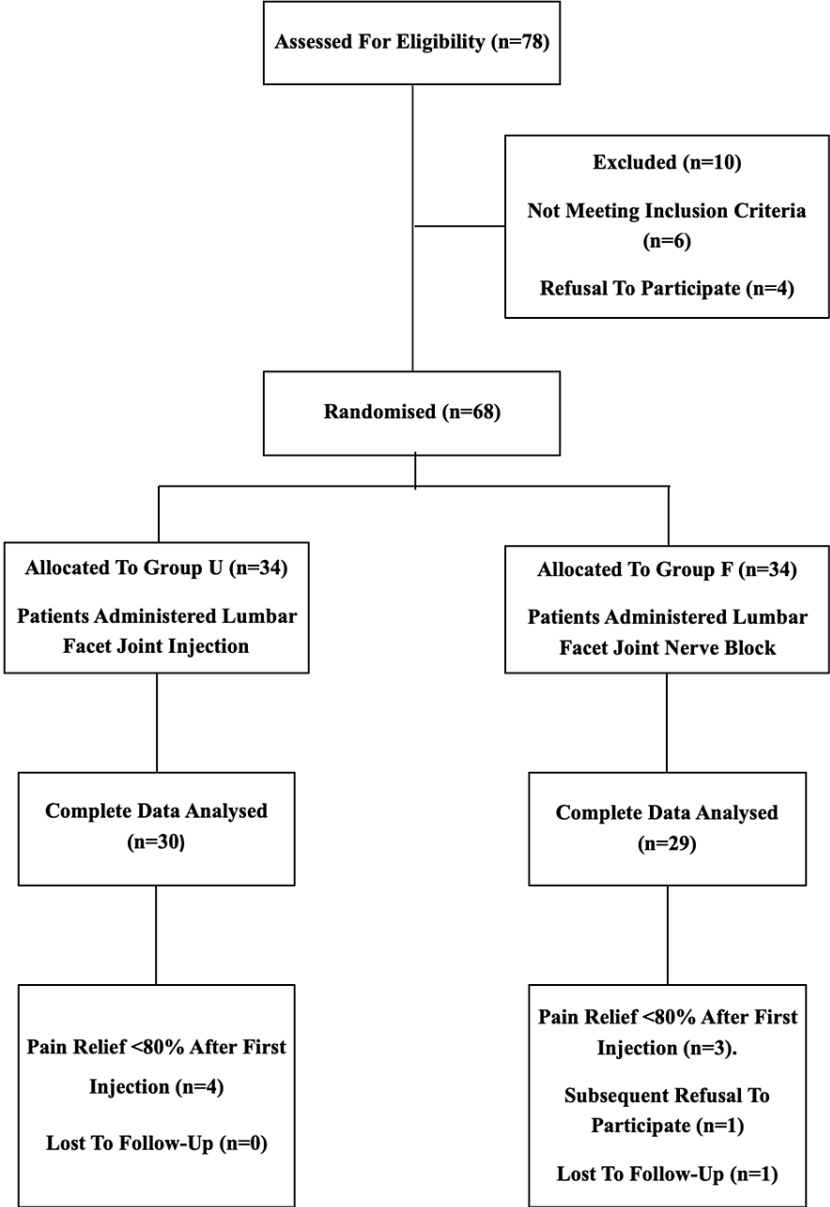 Assessed For Eligibility (n=78)
Excluded (n=10)
Not Meeting Inclusion Criteria
(n=6)
Refusal To Participate (n=4)
Randomised (n=68)
Allocated To Group U (n=34)
Patients Administered Lumbar
Facet Joint Injection
Allocated To Group F (n=34)
Patients Administered Lumbar
Facet Joint Nerve Block
Complete Data Analysed
(n=30)
Complete Data Analysed
(n=29)
Pain Relief <80% After First
Injection (n=4)
Lost To Follow-Up (n=0)
Pain Relief <80% After First
Injection (n=3).
Subsequent Refusal To
Participate (n=1)
Lost To Follow-Up (n=1)